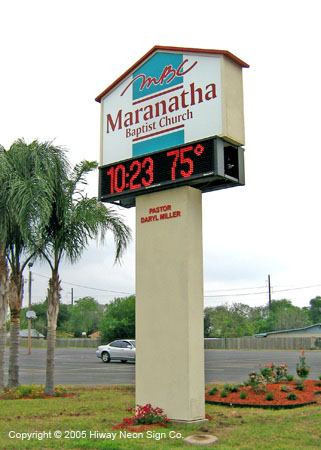 MBC
Maranatha
Baptist Church
10:23 75°
PASTOR
DARYL MILLER
Copyright © 2005 Hiway Neon Sign Co.